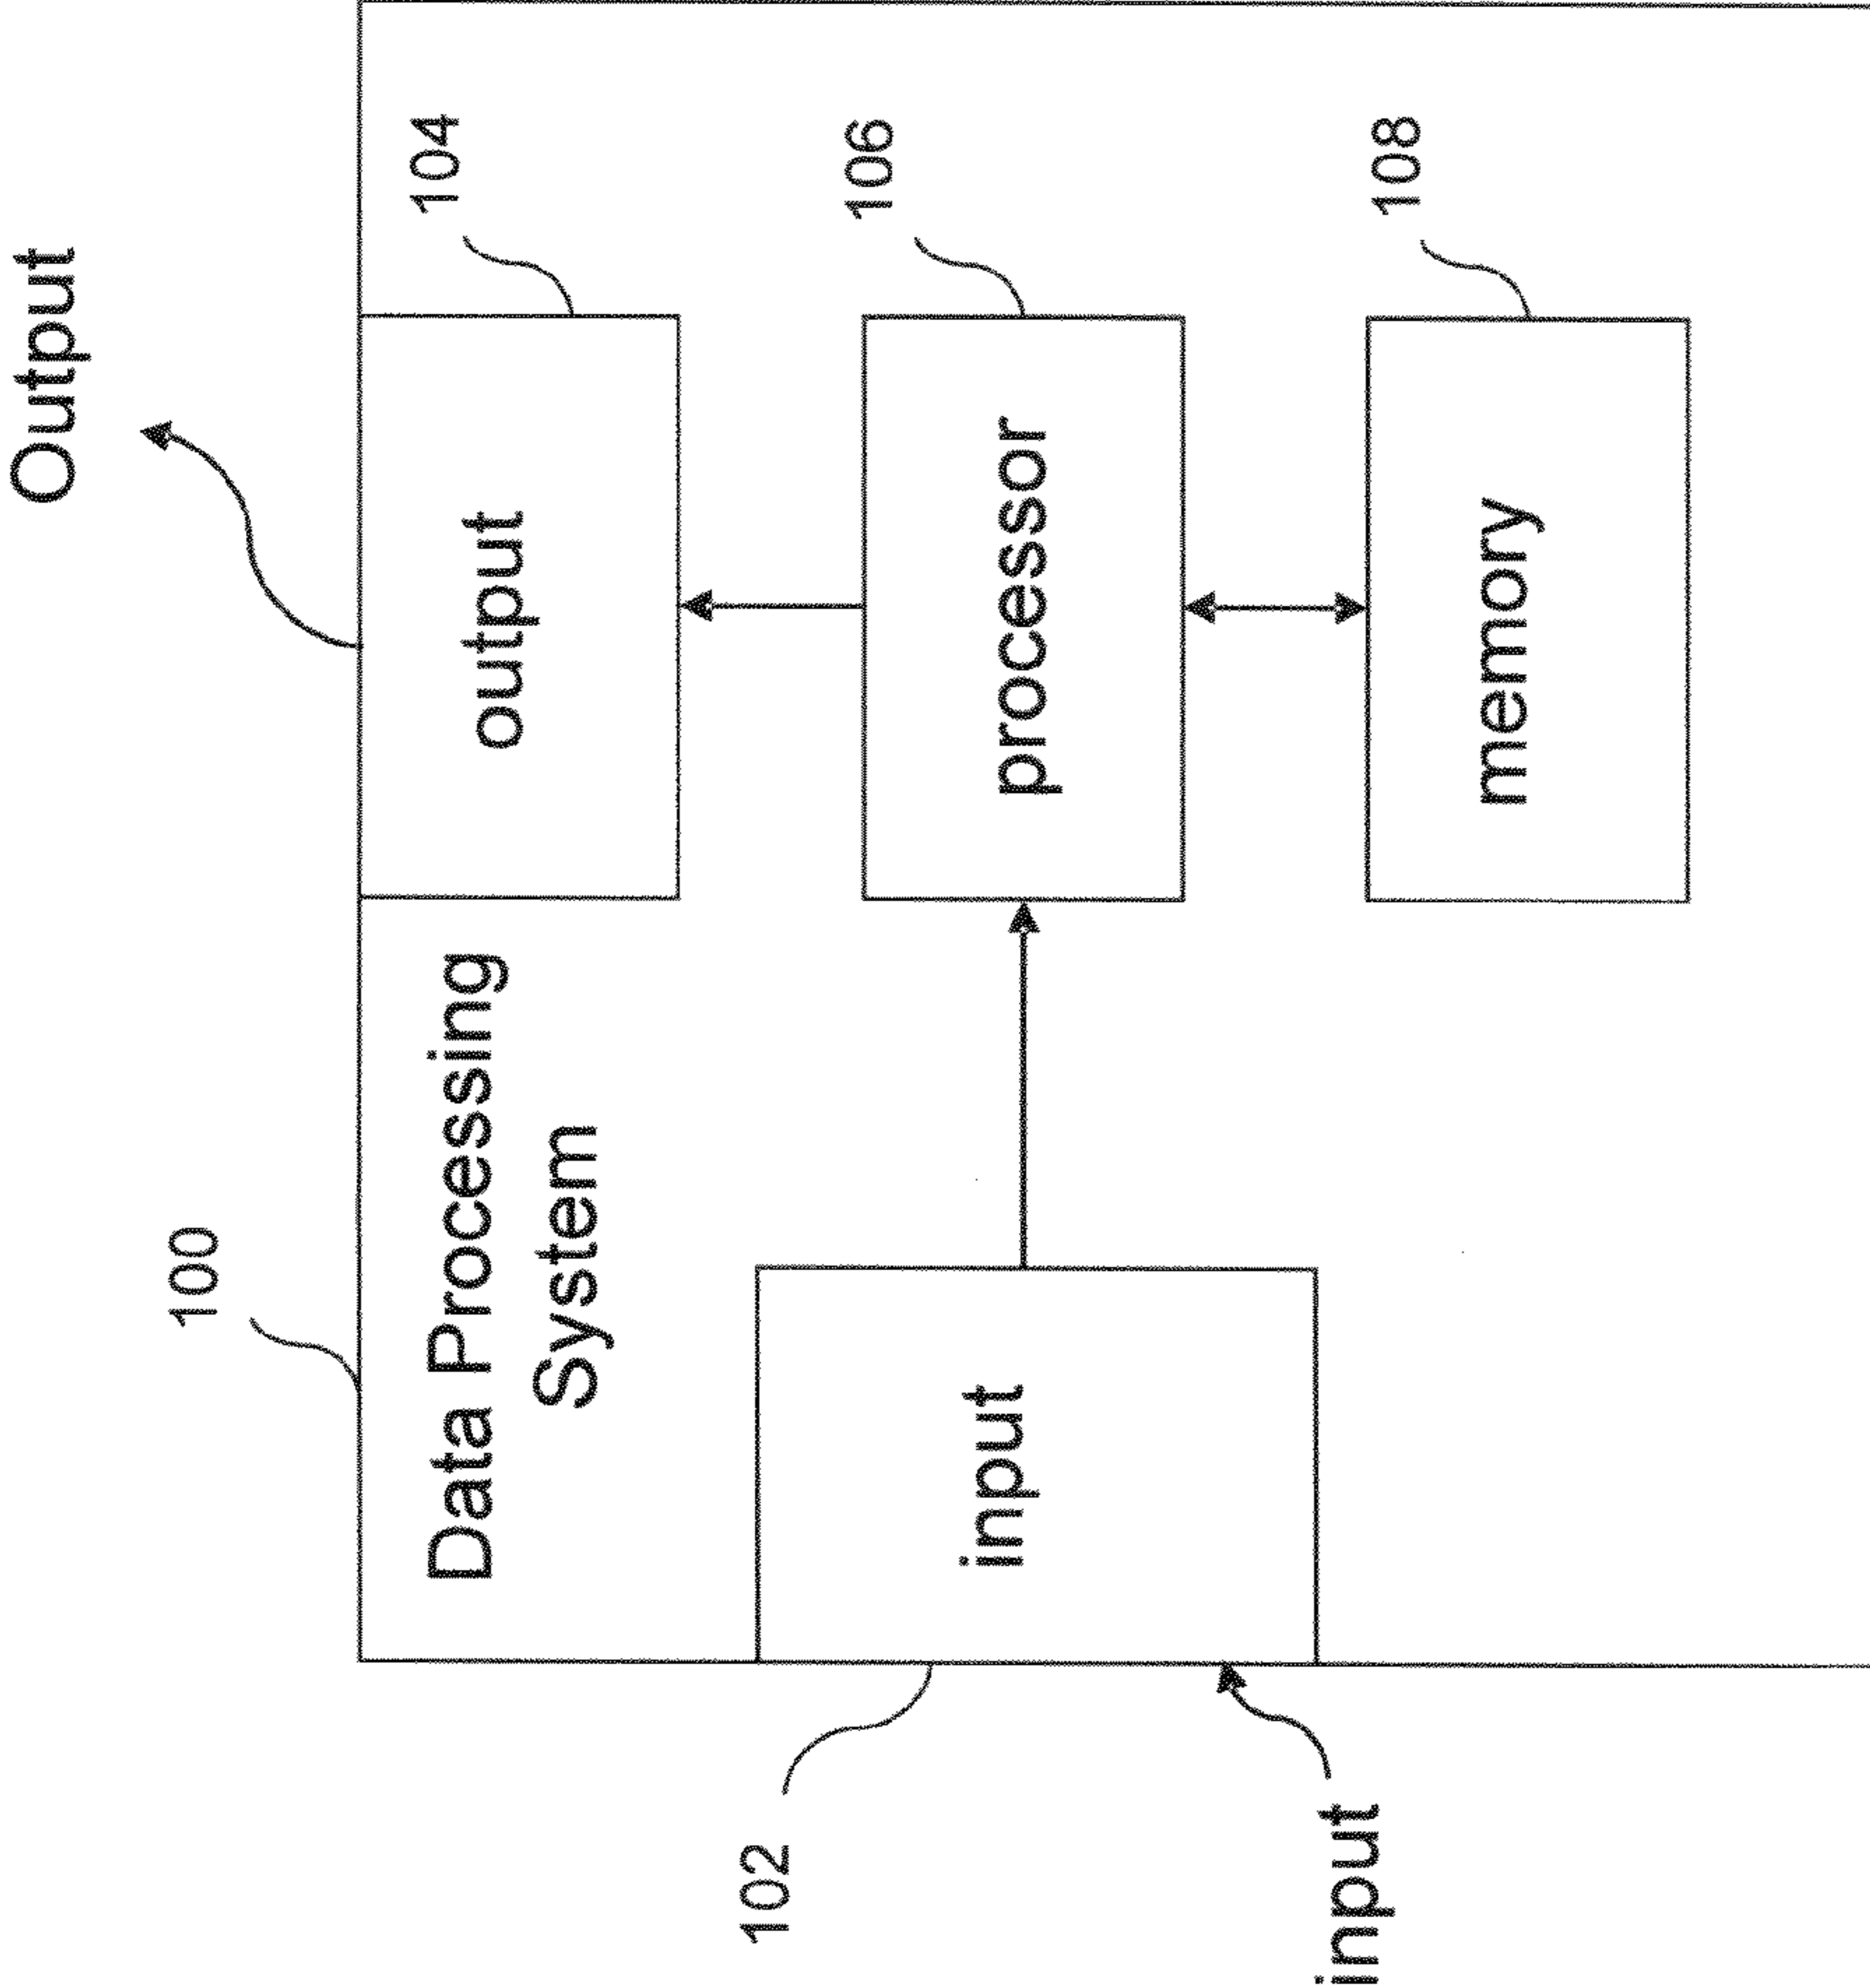 Output
100
Data Processing
System
output
104
102
input
processor
106
input
memory
108